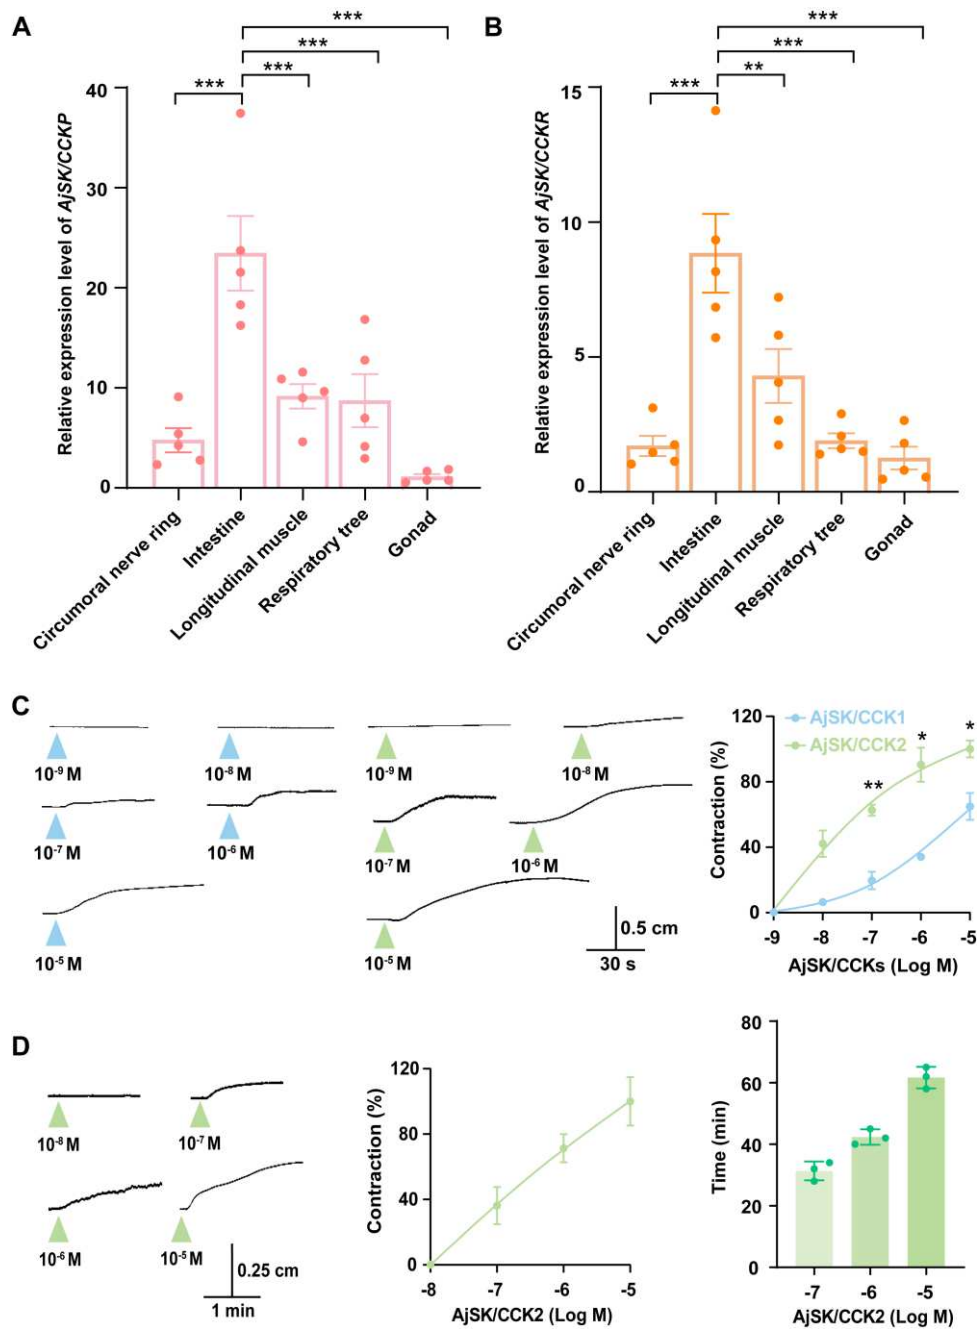 A
***
***
***
***
Relative expression level of AjSK/CCKP
40
30
20
10
0
Circumoral nerve ring
Intestine
Longitudinal muscle
Respiratory tree
Gonad
B
***
***
**
***
Relative expression level of AjSK/CCKR
15
10
5
0
Circumoral nerve ring
Intestine
Longitudinal muscle
Respiratory tree
Gonad
C
10-9 M
10-8 M
10-7 M
10-6 M
10-5 M
10-9 M
10-8 M
10-7 M
10-6 M
10-5 M
0.5 cm
30 s
AjSK/CCK1
AjSK/CCK2
**
*
*
Contraction (%)
120
80
40
0
-9 -8 -7 -6 -5
AjSK/CCKs (Log M)
D
10-8 M
10-7 M
10-6 M
10-5 M
0.25 cm
1 min
Contraction (%)
120
80
40
0
-8 -7 -6 -5
AjSK/CCK2 (Log M)
Time (min)
80
60
40
20
0
-7 -6 -5
AjSK/CCK2 (Log M)